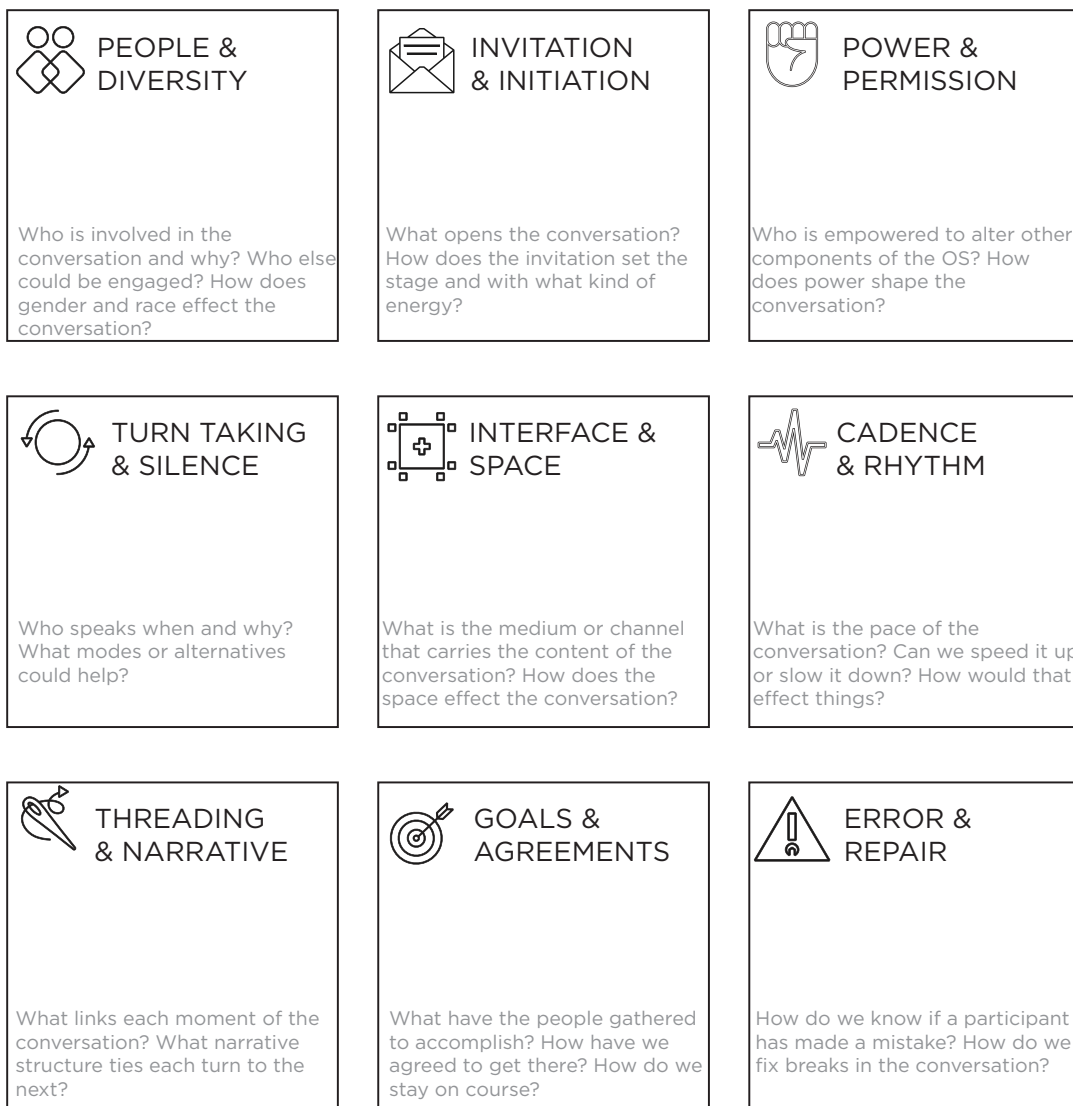 PEOPLE &
DIVERSITY
Who is involved in the
conversation and why? Who else
could be engaged? How does
gender and race effect the
conversation?
INVITATION
& INITIATION
What opens the conversation?
How does the invitation set the
stage and with what kind of
energy?
POWER &
PERMISSION
Who is empowered to alter other
components of the OS? How
does power shape the
conversation?
TURN TAKING
& SILENCE
Who speaks when and why?
What modes or alternatives
could help?
INTERFACE &
SPACE
What is the medium or channel
that carries the content of the
conversation? How does the
space effect the conversation?
CADENCE
& RHYTHM
What is the pace of the
conversation? Can we speed it up
or slow it down? How would that
effect things?
THREADING
& NARRATIVE
What links each moment of the
conversation? What narrative
structure ties each turn to the
next?
GOALS &
AGREEMENTS
What have the people gathered
to accomplish? How have we
agreed to get there? How do we
stay on course?
ERROR &
REPAIR
How do we know if a participant
has made a mistake? How do we
fix breaks in the conversation?